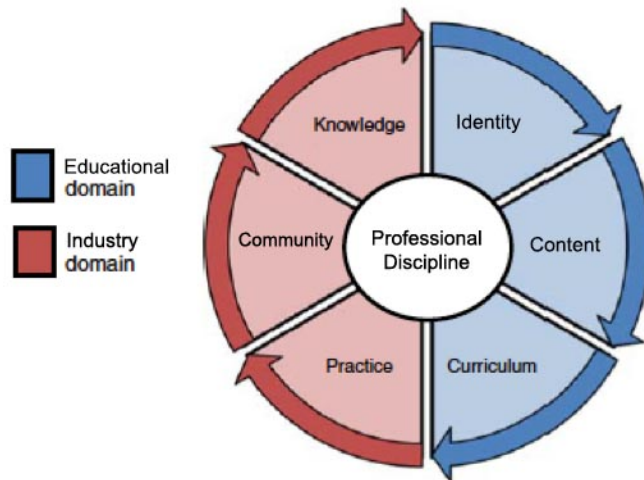 Knowledge
Identity
Educational
domain
Industry
domain
Community
Professional
Discipline
Content
Practice
Curriculum